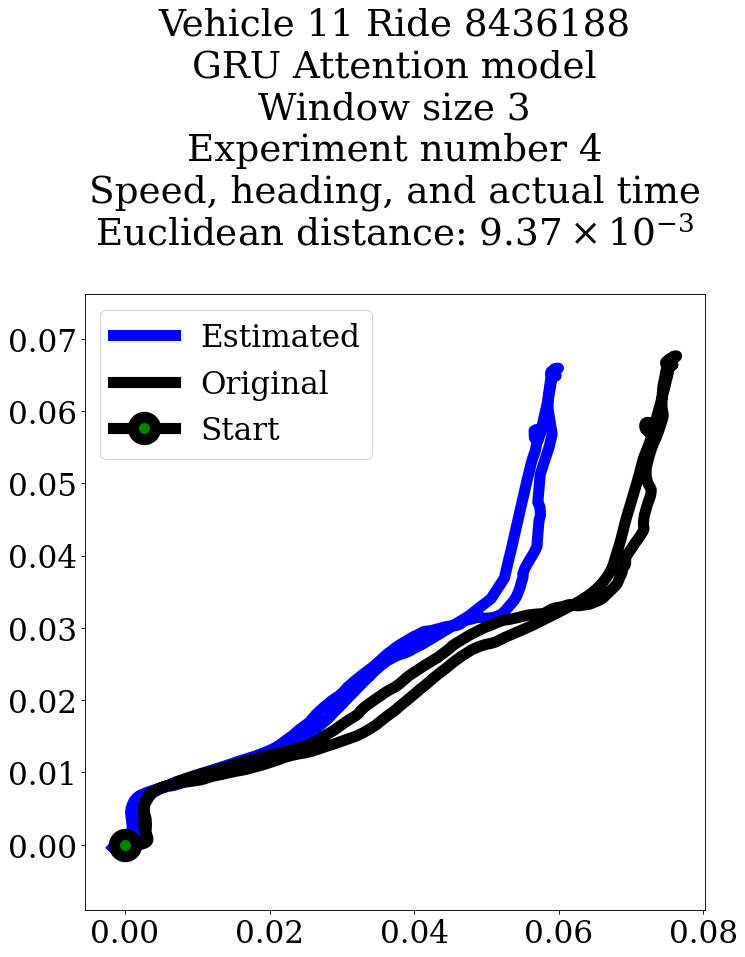 Vehicle 11 Ride 8436188
GRU Attention model
Window size 3
Experiment number 4
Speed, heading, and actual time
Euclidean distance: 9.37 × 10⁻³
Estimated
Original
Start
0.07
0.06
0.05
0.04
0.03
0.02
0.01
0.00
0.00 0.02 0.04 0.06 0.08